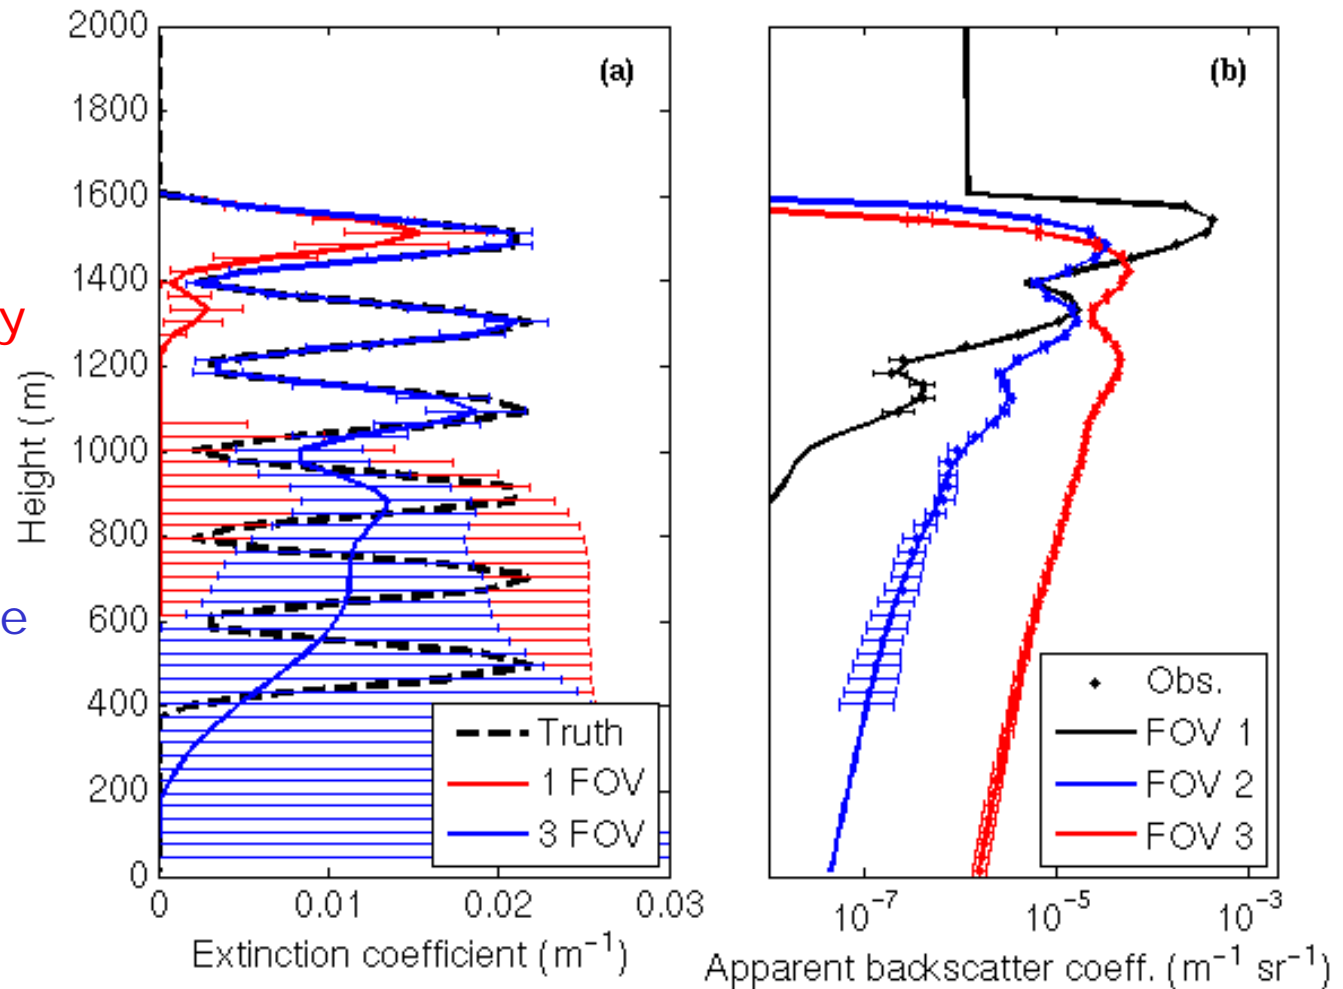 2000
1800
1600
1400
1200
1000
800
600
400
200
0
Height (m)
y
e
(a)
Truth
1 FOV
3 FOV
0 0.01 0.02 0.03
Extinction coefficient (m⁻¹)
(b)
Obs.
FOV 1
FOV 2
FOV 3
10⁻⁷ 10⁻⁵ 10⁻³
Apparent backscatter coeff. (m⁻¹ sr⁻¹)